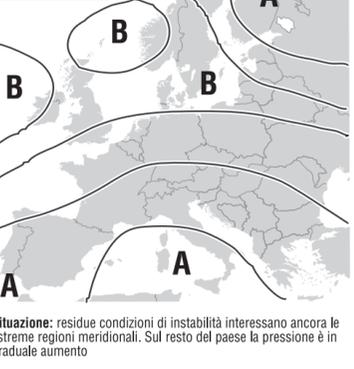 A
B
B
B
A
A
ituazione: residue condizioni di instabilità interessano ancora le
streme regioni meridionali. Sul resto del paese la pressione è in
raduale aumento